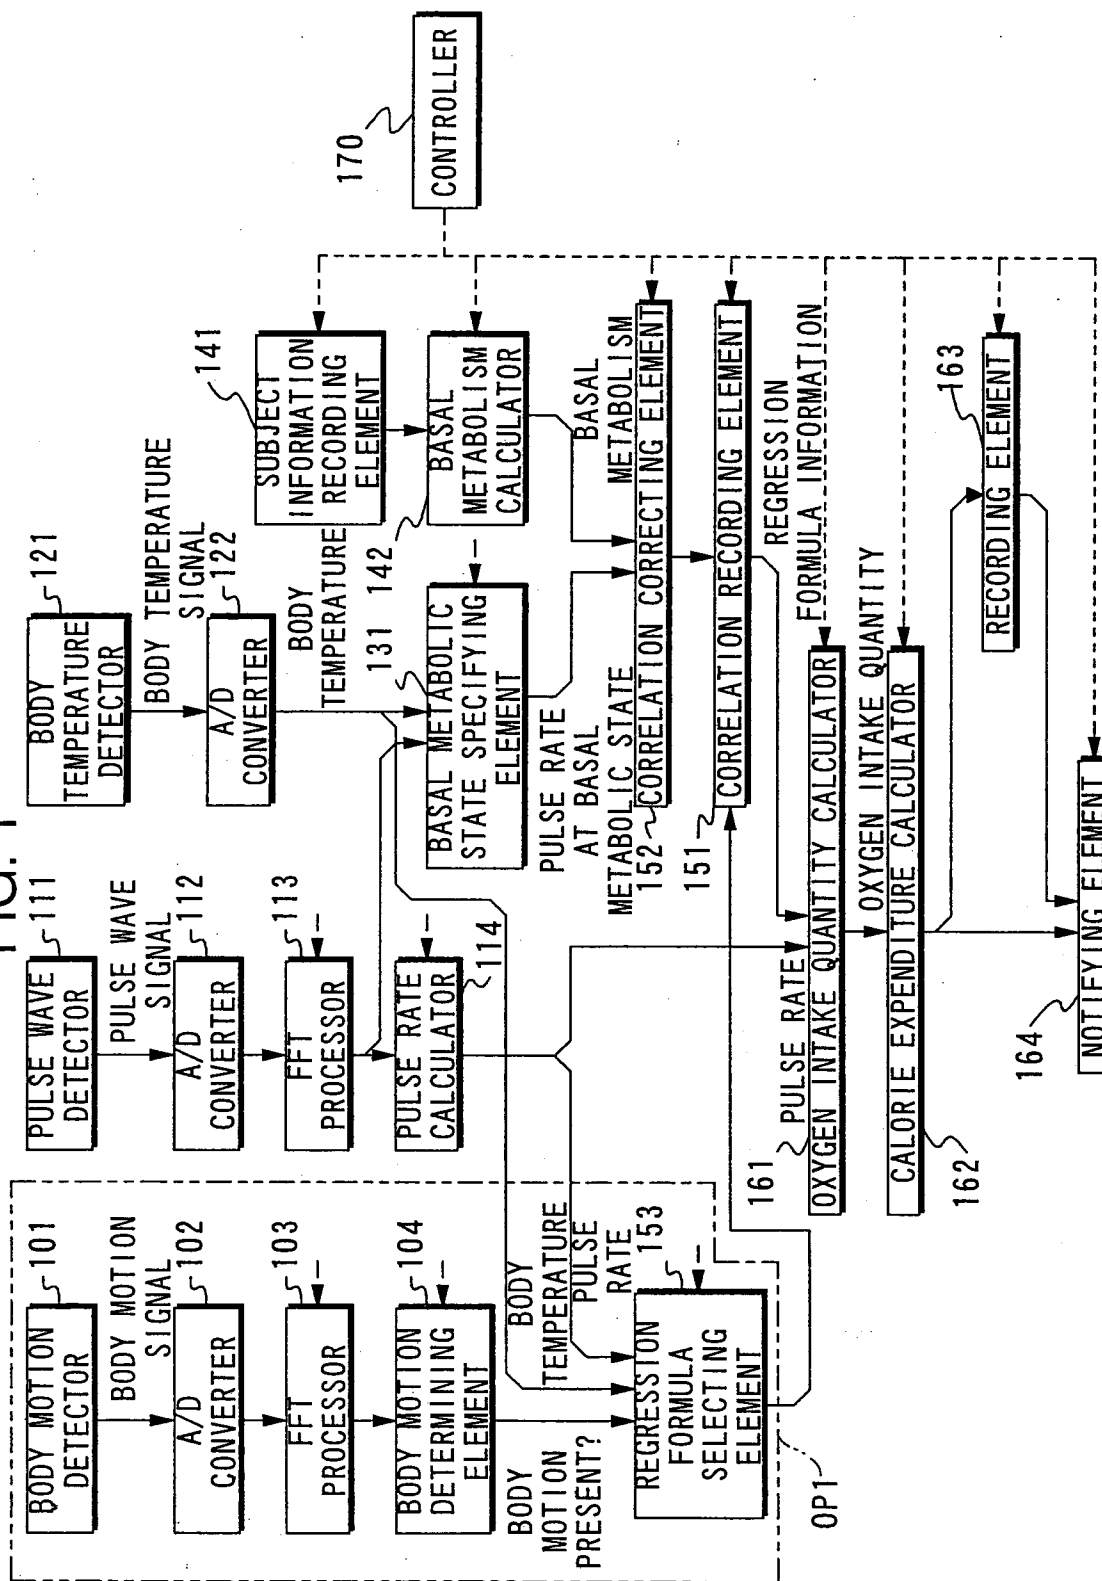 FIG. 1
BODY MOTION
DETECTOR
101
BODY MOTION
SIGNAL
A/D
CONVERTER
102
FFT
PROCESSOR
103
BODY MOTION
DETERMINING
ELEMENT
104
BODY
MOTION
PRESENT?
REGRESSION
FORMULA
SELECTING
ELEMENT
153
OP1
PULSE WAVE
DETECTOR
111
PULSE WAVE
SIGNAL
A/D
CONVERTER
112
FFT
PROCESSOR
113
PULSE RATE
CALCULATOR
114
BODY
TEMPERATURE
PULSE
RATE
BODY
TEMPERATURE
DETECTOR
121
BODY TEMPERATURE
SIGNAL
A/D
CONVERTER
122
BODY
TEMPERATURE
131
BASAL METABOLIC
STATE SPECIFYING
ELEMENT
PULSE RATE
AT BASAL
METABOLIC STATE
SUBJECT
INFORMATION
RECORDING
ELEMENT
141
142
BASAL
METABOLISM
CALCULATOR
BASAL
METABOLISM
152
CORRELATION CORRECTING ELEMENT
151
CORRELATION RECORDING ELEMENT
REGRESSION
FORMULA INFORMATION
PULSE RATE
161
OXYGEN INTAKE QUANTITY CALCULATOR
OXYGEN INTAKE QUANTITY
CALORIE EXPENDITURE CALCULATOR
162
RECORDING ELEMENT
163
164
NOTIFYING ELEMENT
170
CONTROLLER